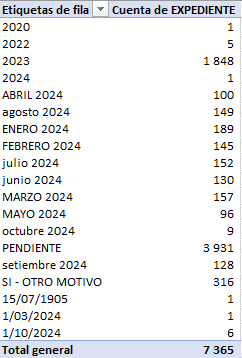 Etiquetas de fila Cuenta de EXPEDIENTE
2020 1
2022 5
2023 1 848
2024 1
ABRIL 2024 100
agosto 2024 149
ENERO 2024 189
FEBRERO 2024 145
julio 2024 152
junio 2024 130
MARZO 2024 157
MAYO 2024 96
octubre 2024 9
PENDIENTE 3 931
setiembre 2024 128
SI - OTRO MOTIVO 316
15/07/1905 1
1/03/2024 1
1/10/2024 6
Total general 7 365